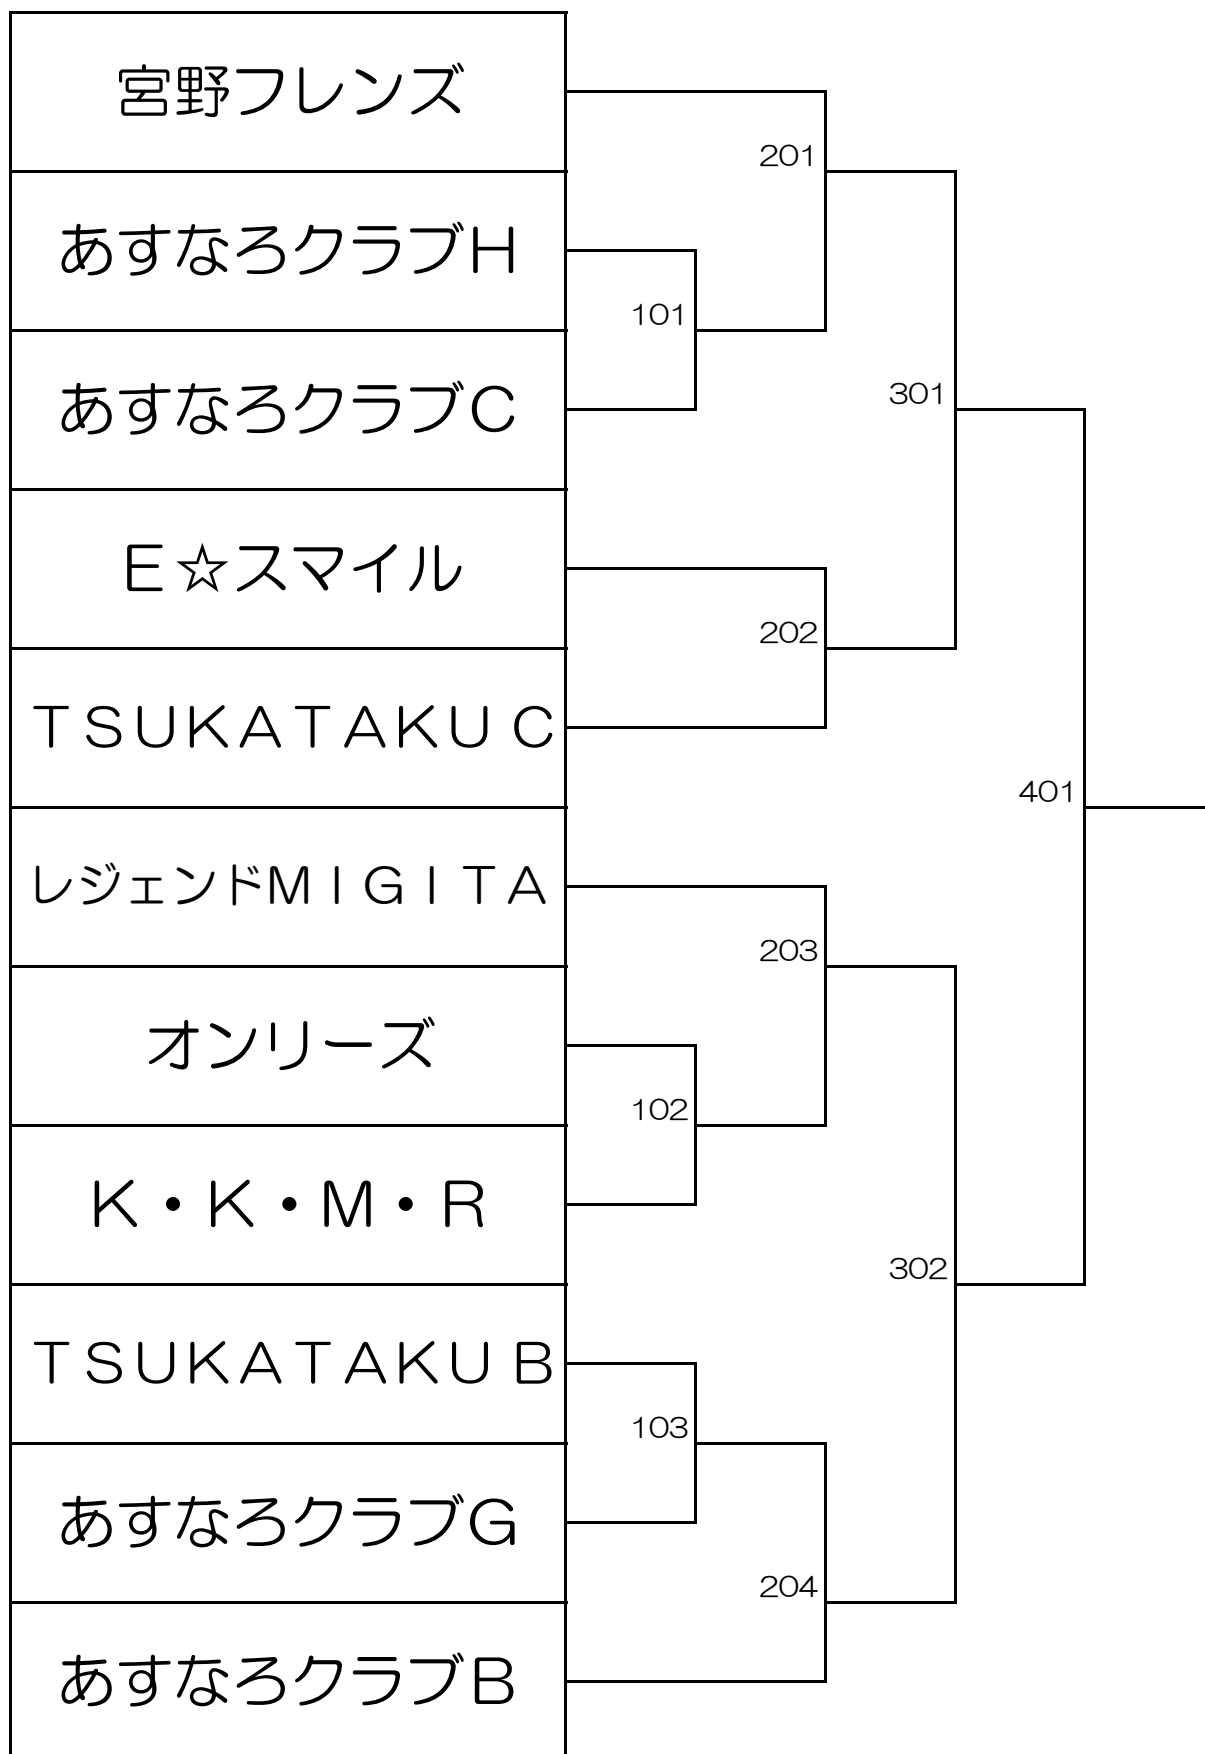 宮野フレンズ
201
あすなろクラブH
101
あすなろクラブC
301
E☆スマイル
202
ＴＳＵＫＡＴＡＫＵ C
401
レジェンドＭＩＧＩＴＡ
203
オンリーズ
102
K・K・M・R
302
ＴＳＵＫＡＴＡＫＵ B
103
あすなろクラブG
204
あすなろクラブB